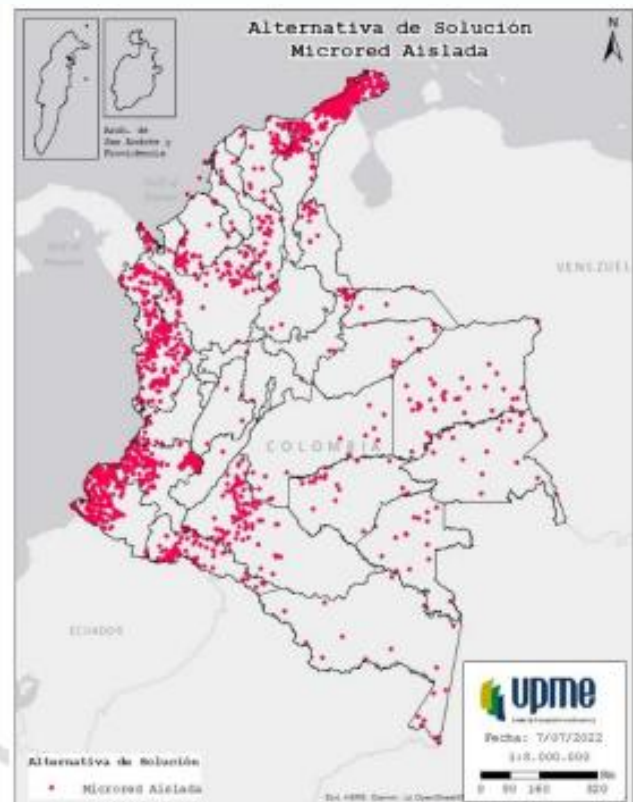 Alternativa de Solución
Microred Aislada
N
Arch. de
San Andrés y
Providencia
VENEZUEL
COLOMBIA
ECUADOR
upme
Fecha: 7/07/2022
1:8.000.000
Km
0 80 160 320
Alternativa de Solución
Microred Aislada